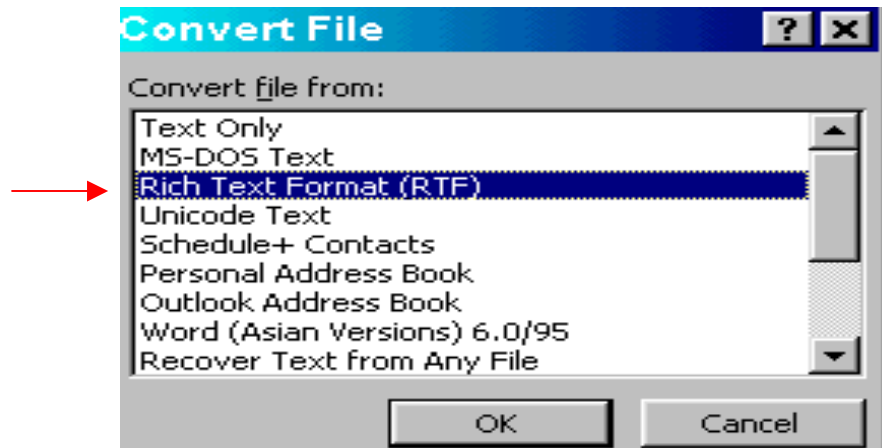 Convert File
Convert file from:
Text Only
MS-DOS Text
Rich Text Format (RTF)
Unicode Text
Schedule+ Contacts
Personal Address Book
Outlook Address Book
Word (Asian Versions) 6.0/95
Recover Text from Any File
OK Cancel